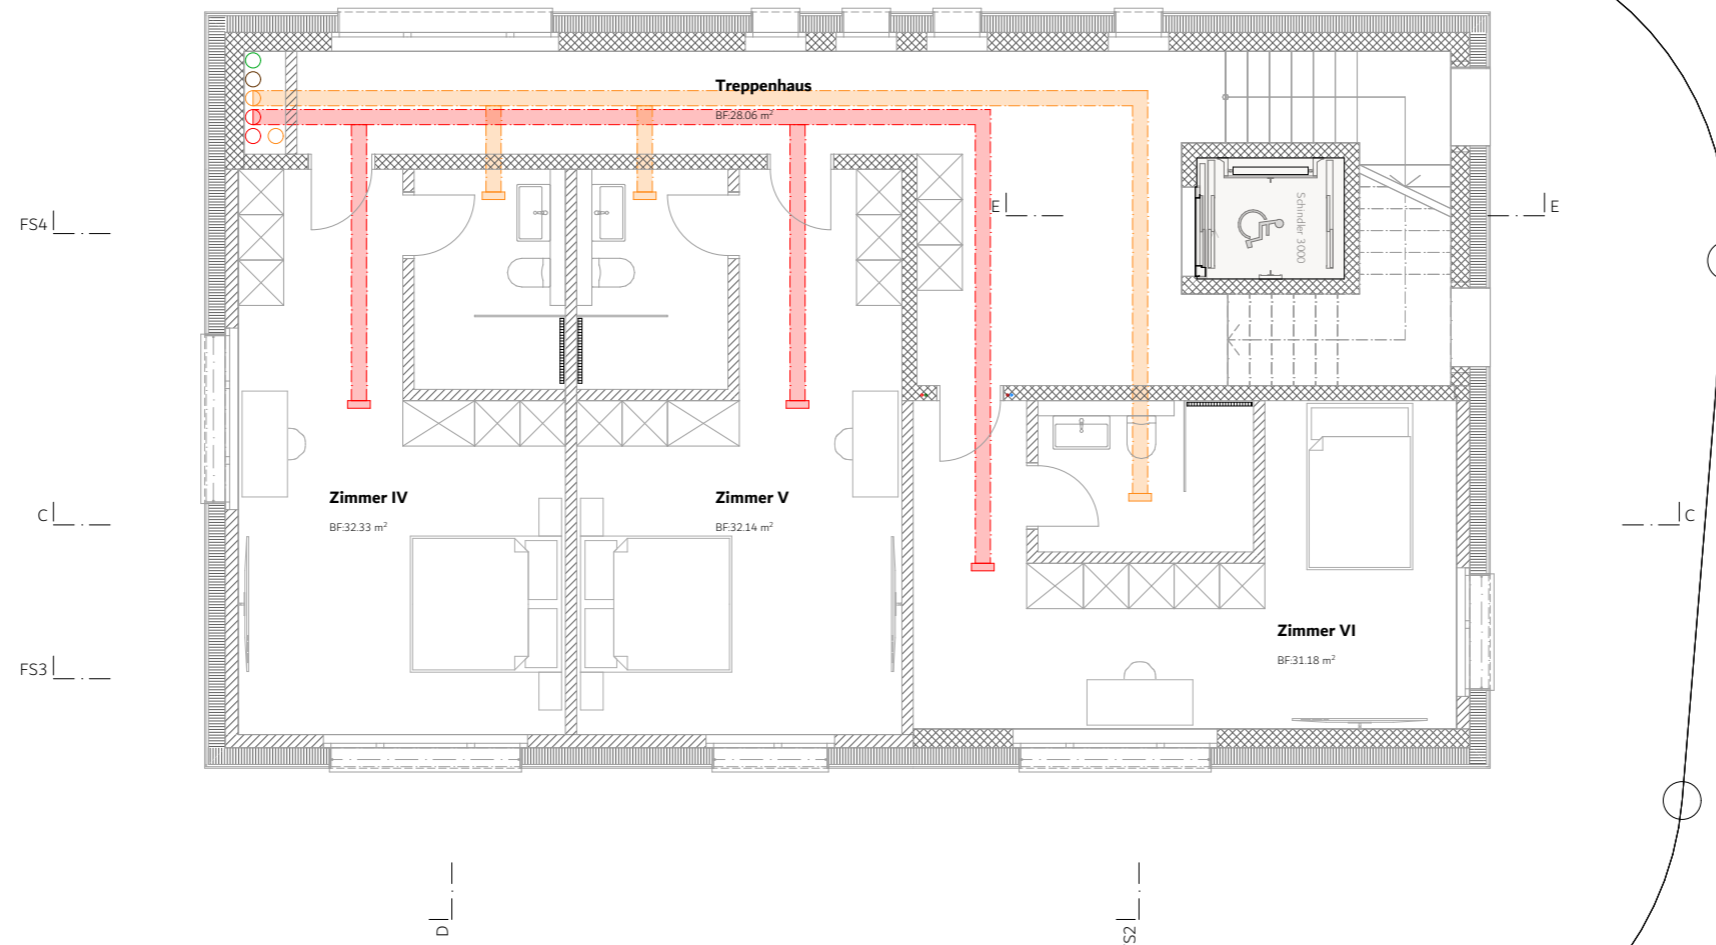 Treppenhaus
BF:28.06 m²
Schindler 3000
E
E
FS4
Zimmer IV
BF:32.33 m²
Zimmer V
BF:32.14 m²
C
C
Zimmer VI
BF:31.18 m²
FS3
D
S2